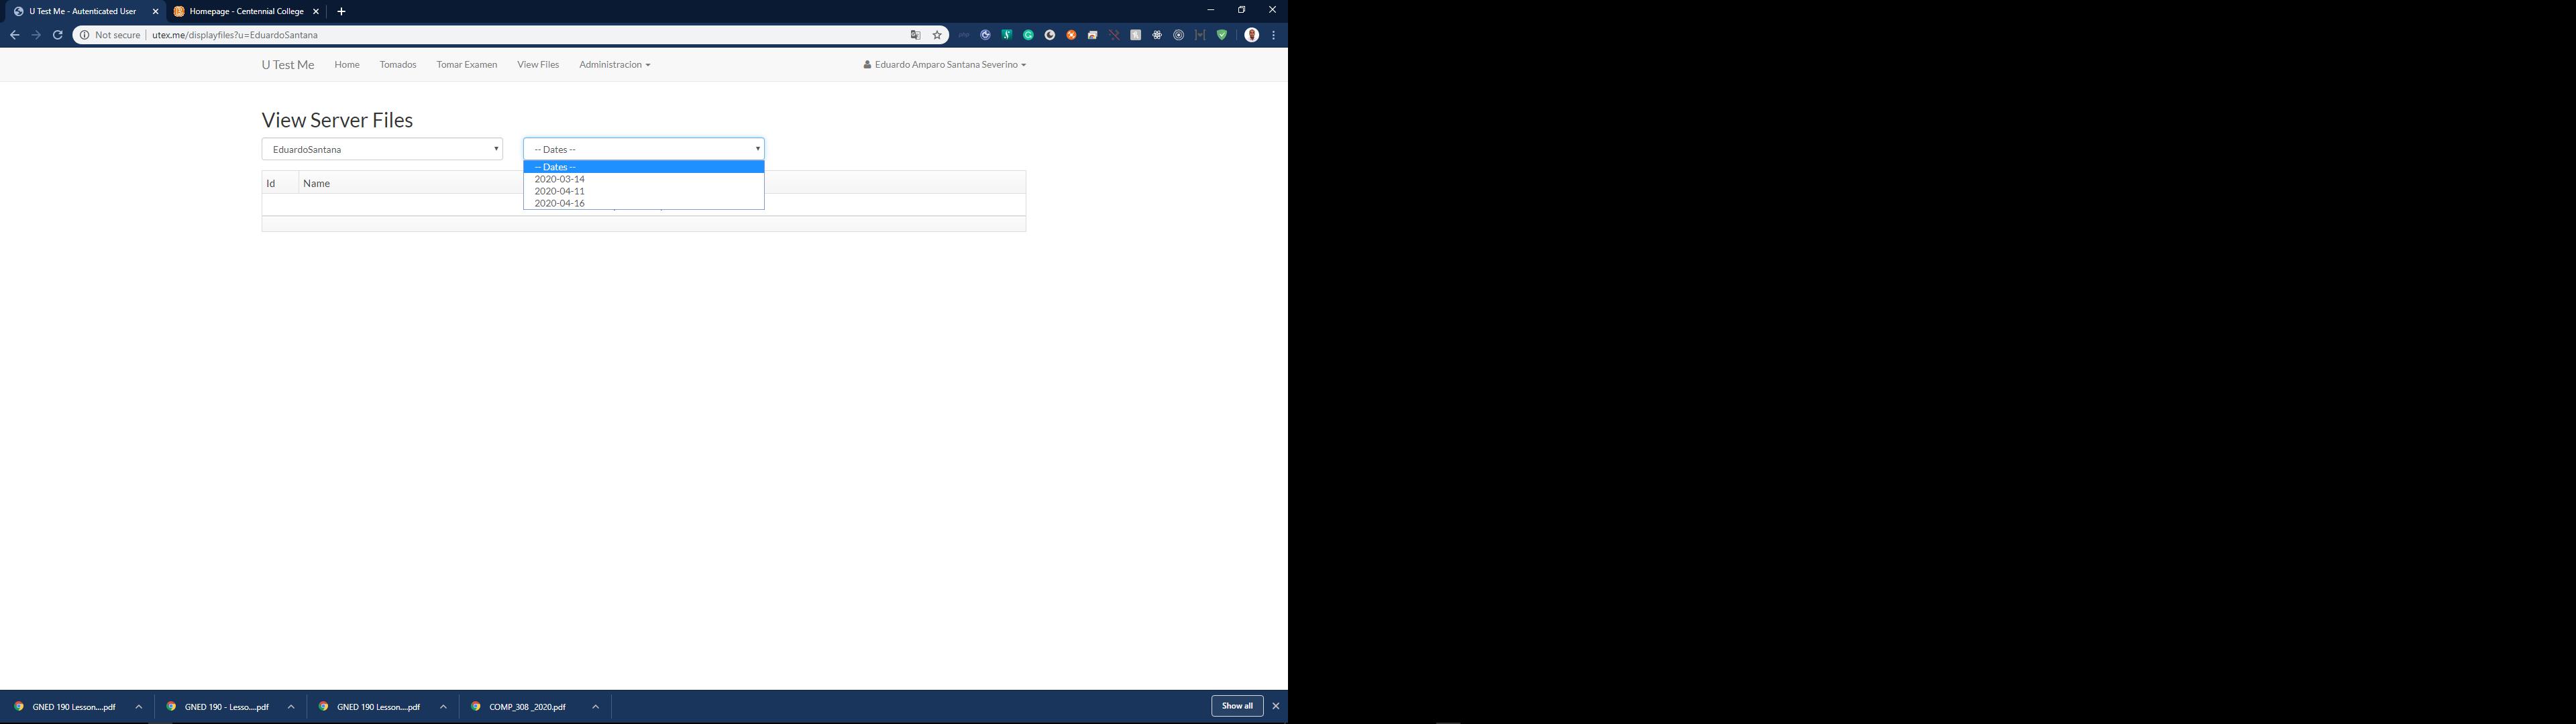 U Test Me - Autenticated User
Homepage - Centennial College
Not secure | utex.me/displayfiles?u=EduardoSantana
U Test Me Home Tomados Tomar Examen View Files Administracion Eduardo Amparo Santana Severino
View Server Files
EduardoSantana
-- Dates --
-- Dates --
2020-03-14
2020-04-11
2020-04-16
Id Name
GNED 190 Lesson....pdf
GNED 190 - Lesso....pdf
GNED 190 Lesson....pdf
COMP_308 _2020.pdf
Show all